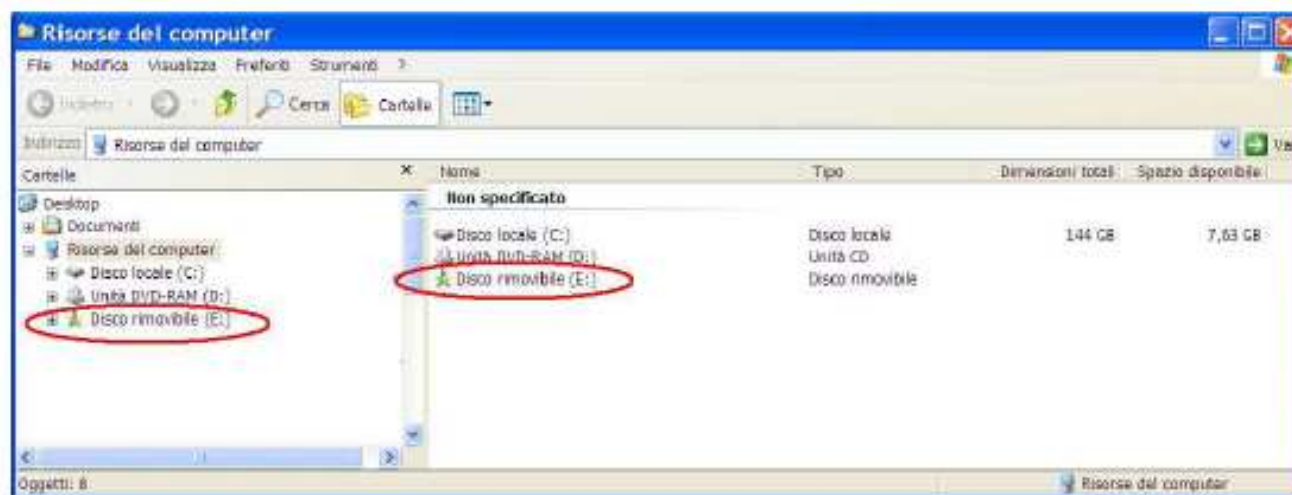 Risorse del computer
File Modifica Visualizza Preferiti Strumenti ?
Indietro Cerca Cartelle
Indirizzo Risorse del computer Va
Cartelle × Nome Tipo Dimensioni totali Spazio disponibile
Desktop
Documenti
Risorse del computer
Disco locale (C:)
Unità DVD-RAM (D:)
Disco rimovibile (E:)
Non specificato
Disco locale (C:) Disco locale 144 GB 7,63 GB
Unità DVD-RAM (D:) Unità CD
Disco rimovibile (E:) Disco rimovibile
Oggetti: 8 Risorse del computer